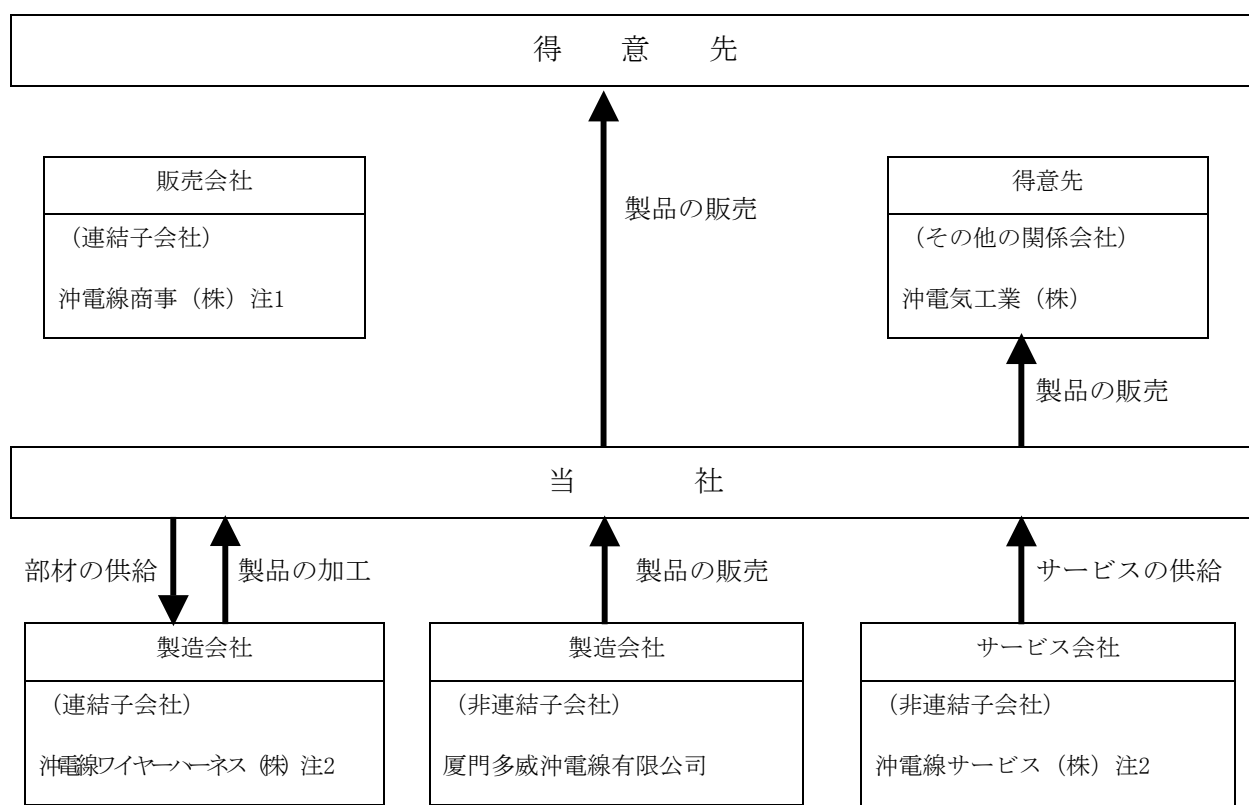 得　意　先
販売会社
（連結子会社）
沖電線商事（株）注1
製品の販売
得意先
（その他の関係会社）
沖電気工業（株）
製品の販売
当　社
部材の供給
製品の加工
製品の販売
サービスの供給
製造会社
（連結子会社）
沖電線ワイヤーハーネス（株）注2
製造会社
（非連結子会社）
厦門多威沖電線有限公司
サービス会社
（非連結子会社）
沖電線サービス（株）注2